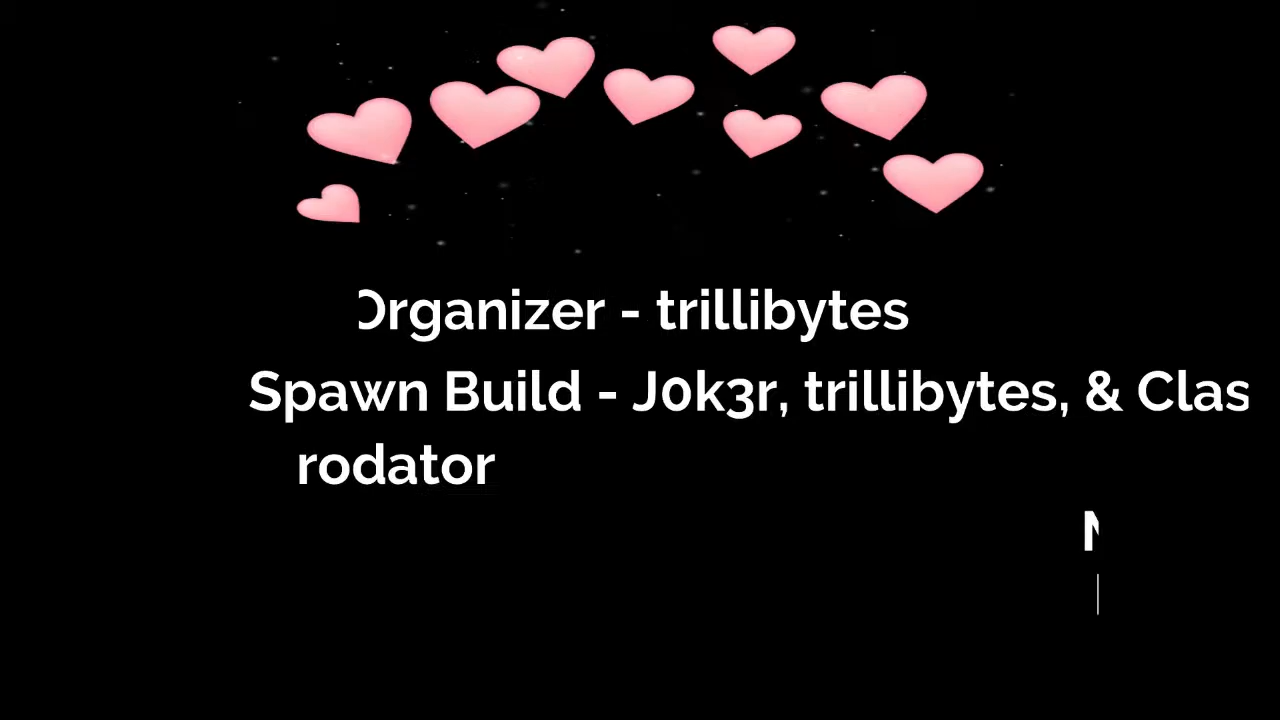 Organizer - trillibytes
Spawn Build - J0k3r, trillibytes, & Clas
rodator